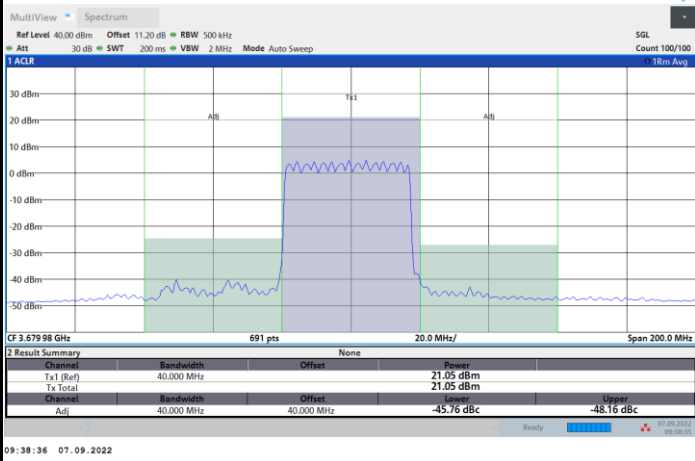 MultiView Spectrum
Ref Level 40.00 dBm Offset 11.20 dB RBW 500 kHz SGL
Att 30 dB SWT 200 ms VBW 2 MHz Mode Auto Sweep Count 100/100
1 ACLR 1Rm Avg
30 dBm
Tx1
20 dBm Adj Adj
10 dBm
0 dBm
-10 dBm
-20 dBm
-30 dBm
-40 dBm
-50 dBm
CF 3.679 98 GHz 691 pts 20.0 MHz/ Span 200.0 MHz
2 Result Summary None
Channel Bandwidth Offset Power
Tx1 (Ref) 40.000 MHz 21.05 dBm
Tx Total 21.05 dBm
Channel Bandwidth Offset Lower Upper
Adj 40.000 MHz 40.000 MHz -45.76 dBc -48.16 dBc
Ready 07.09.2022
09:38:35
09:38:36 07.09.2022